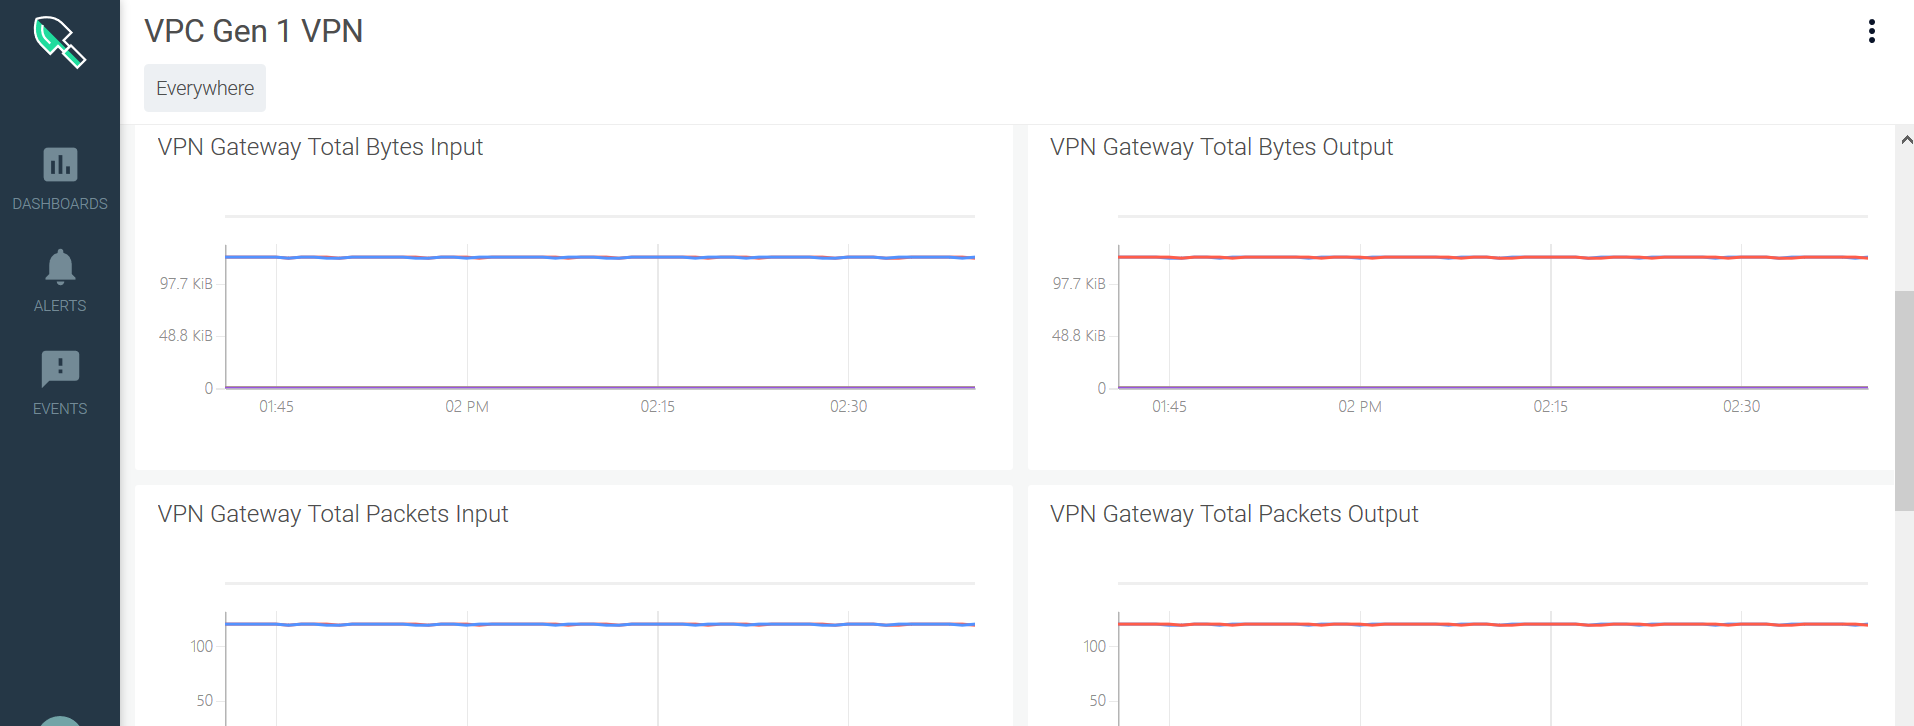 VPC Gen 1 VPN
Everywhere
DASHBOARDS
ALERTS
EVENTS
VPN Gateway Total Bytes Input
97.7 KiB
48.8 KiB
0
01:45
02 PM
02:15
02:30
VPN Gateway Total Bytes Output
97.7 KiB
48.8 KiB
0
01:45
02 PM
02:15
02:30
VPN Gateway Total Packets Input
100
50
VPN Gateway Total Packets Output
100
50